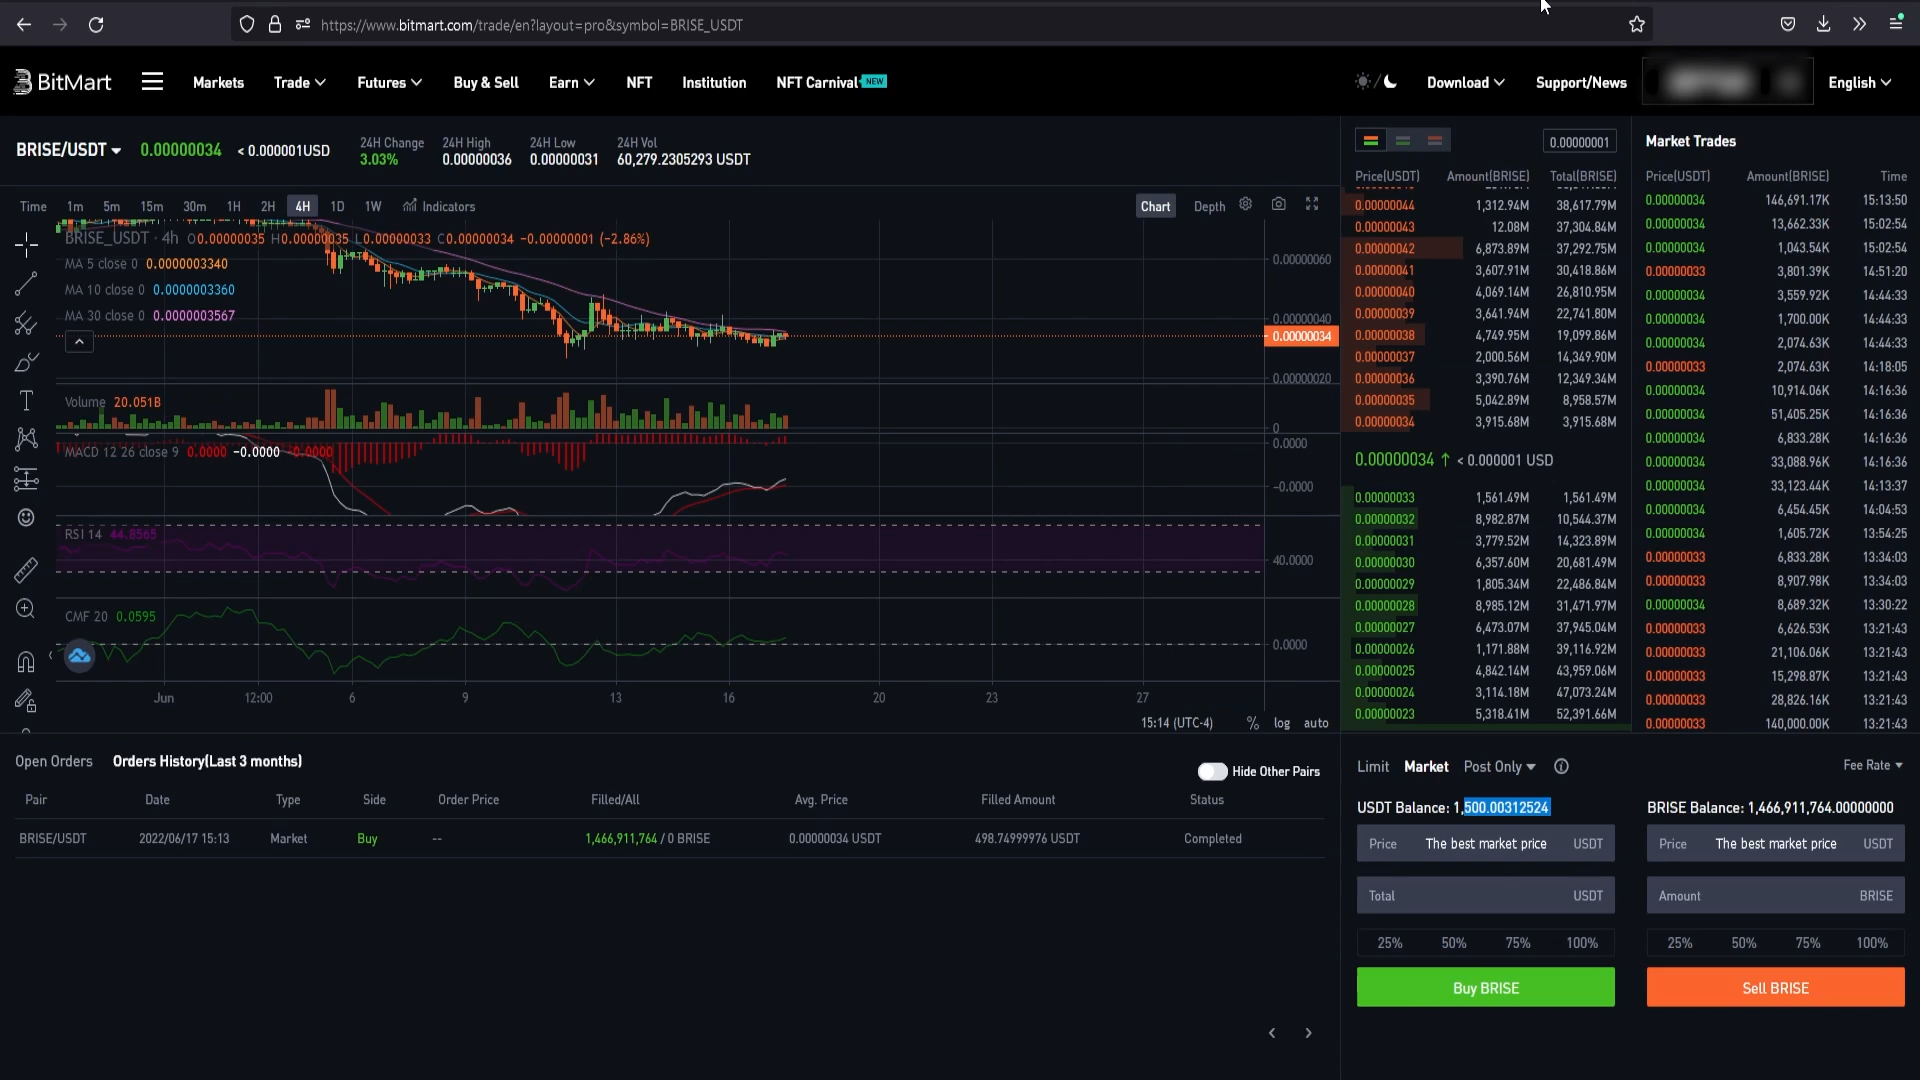 https://www.bitmart.com/trade/en?layout=pro&symbol=BRISE_USDT
BitMart Markets Trade Futures Buy & Sell Earn NFT Institution NFT Carnival NEW Download Support/News English
BRISE/USDT 0.00000034 < 0.000001USD
24H Change 24H High 24H Low 24H Vol
3.03% 0.00000036 0.00000031 60,279.2305293 USDT
Time 1m 5m 15m 30m 1H 2H 4H 1D 1W Indicators Chart Depth
BRISE_USDT · 4h O0.00000035 H0.00000035 L0.00000033 C0.00000034 −0.00000001 (−2.86%)
MA 5 close 0 0.0000003340
MA 10 close 0 0.0000003360
MA 30 close 0 0.0000003567
0.00000060
0.00000040
0.00000034
0.00000020
Volume 20.051B
0
MACD 12 26 close 9 0.0000 −0.0000 −0.0000
0.0000
−0.0000
RSI 14 44.8565
40.0000
CMF 20 0.0595
0.0000
Jun 12:00 6 9 13 16 20 23 27
15:14 (UTC-4) % log auto
0.00000001
Price(USDT) Amount(BRISE) Total(BRISE)
0.00000044 1,312.94M 38,617.79M
0.00000043 12.08M 37,304.84M
0.00000042 6,873.89M 37,292.75M
0.00000041 3,607.91M 30,418.86M
0.00000040 4,069.14M 26,810.95M
0.00000039 3,641.94M 22,741.80M
0.00000038 4,749.95M 19,099.86M
0.00000037 2,000.56M 14,349.90M
0.00000036 3,390.76M 12,349.34M
0.00000035 5,042.89M 8,958.57M
0.00000034 3,915.68M 3,915.68M
0.00000034 ↑ < 0.000001 USD
0.00000033 1,561.49M 1,561.49M
0.00000032 8,982.87M 10,544.37M
0.00000031 3,779.52M 14,323.89M
0.00000030 6,357.60M 20,681.49M
0.00000029 1,805.34M 22,486.84M
0.00000028 8,985.12M 31,471.97M
0.00000027 6,473.07M 37,945.04M
0.00000026 1,171.88M 39,116.92M
0.00000025 4,842.14M 43,959.06M
0.00000024 3,114.18M 47,073.24M
0.00000023 5,318.41M 52,391.66M
Market Trades
Price(USDT) Amount(BRISE) Time
0.00000034 146,691.17K 15:13:50
0.00000034 13,662.33K 15:02:54
0.00000034 1,043.54K 15:02:54
0.00000033 3,801.39K 14:51:20
0.00000034 3,559.92K 14:44:33
0.00000034 1,700.00K 14:44:33
0.00000034 2,074.63K 14:44:33
0.00000033 2,074.63K 14:18:05
0.00000034 10,914.06K 14:16:36
0.00000034 51,405.25K 14:16:36
0.00000034 6,833.28K 14:16:36
0.00000034 33,088.96K 14:16:36
0.00000034 33,123.44K 14:13:37
0.00000034 6,454.45K 14:04:53
0.00000034 1,605.72K 13:54:25
0.00000033 6,833.28K 13:34:03
0.00000033 8,907.98K 13:34:03
0.00000034 8,689.32K 13:30:22
0.00000033 6,626.53K 13:21:43
0.00000033 21,106.06K 13:21:43
0.00000033 15,298.87K 13:21:43
0.00000033 28,826.16K 13:21:43
0.00000033 140,000.00K 13:21:43
Open Orders Orders History(Last 3 months) Hide Other Pairs
Pair Date Type Side Order Price Filled/All Avg. Price Filled Amount Status
BRISE/USDT 2022/06/17 15:13 Market Buy -- 1,466,911,764 / 0 BRISE 0.00000034 USDT 498.74999976 USDT Completed
Limit Market Post Only Fee Rate
USDT Balance: 1,500.00312524 BRISE Balance: 1,466,911,764.00000000
Price The best market price USDT Price The best market price USDT
Total USDT Amount BRISE
25% 50% 75% 100% 25% 50% 75% 100%
Buy BRISE Sell BRISE